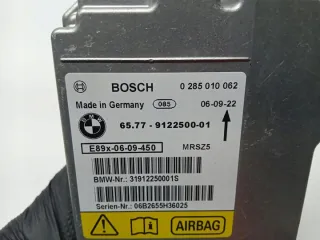 BOSCH 0 285 010 062
Made in Germany 085 06-09-22
65.77 - 9122500-01
E89x-06-09-450 MRSZ5
BMW-Nr.: 31912250001S
Serien-Nr.: 06B2655H36025
AIRBAG